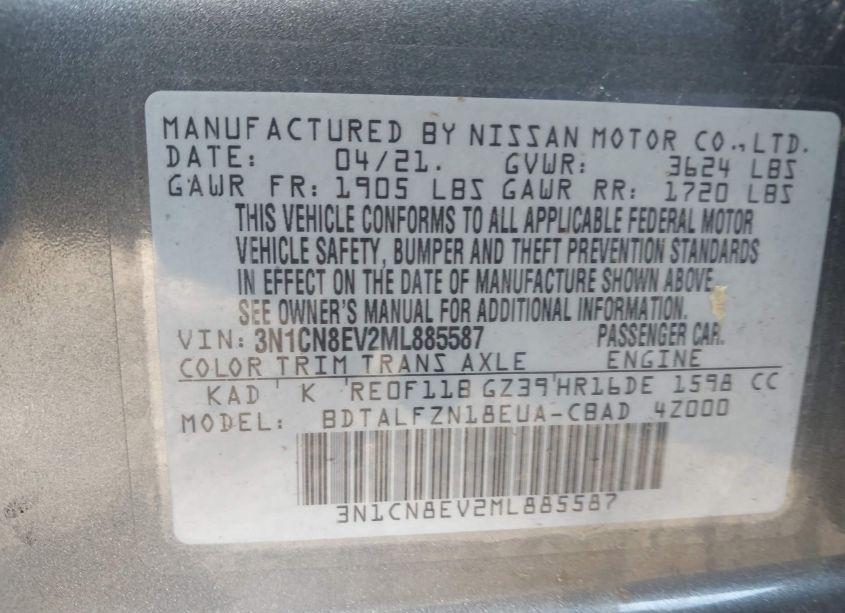 MANUFACTURED BY NISSAN MOTOR CO.,LTD.
DATE: 04/21. GVWR: 3624 LBS
GAWR FR: 1905 LBS GAWR RR: 1720 LBS
THIS VEHICLE CONFORMS TO ALL APPLICABLE FEDERAL MOTOR
VEHICLE SAFETY, BUMPER AND THEFT PREVENTION STANDARDS
IN EFFECT ON THE DATE OF MANUFACTURE SHOWN ABOVE.
SEE OWNER'S MANUAL FOR ADDITIONAL INFORMATION.
VIN: 3N1CN8EV2ML885587 PASSENGER CAR.
COLOR TRIM TRANS AXLE ENGINE
KAD K RE0F11B GZ39 HR16DE 1598 CC
MODEL: BDTALFZN18EUA-CBAD 4Z000
3N1CN8EV2ML885587